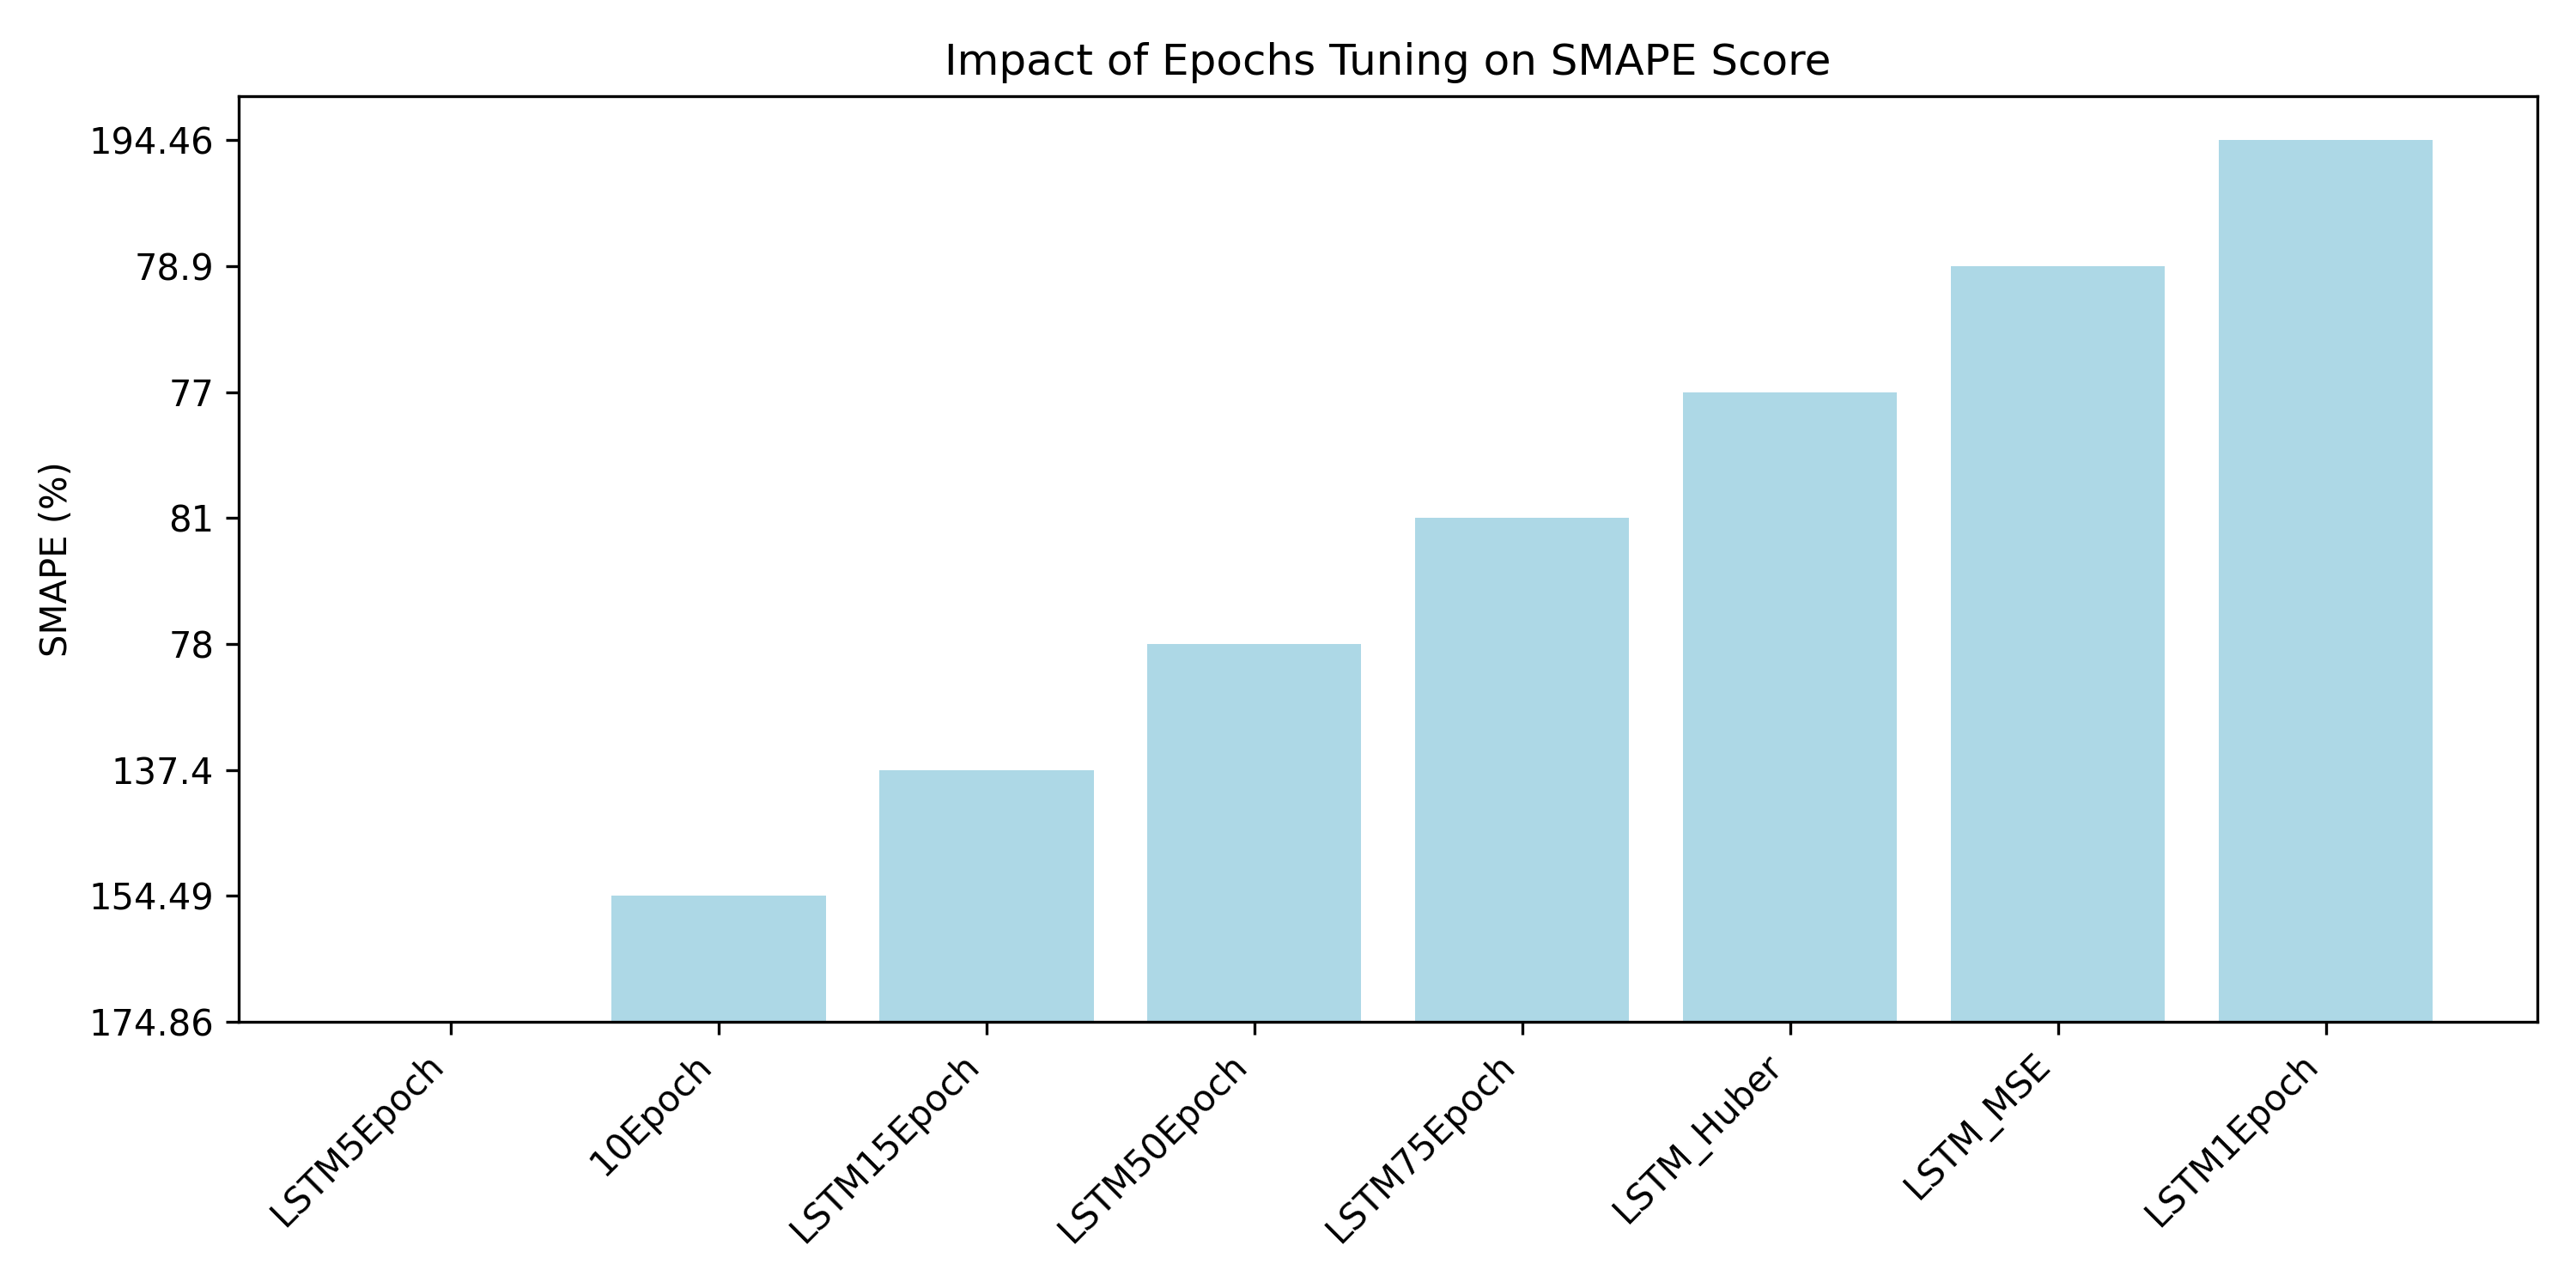 Impact of Epochs Tuning on SMAPE Score
SMAPE (%)
194.46
78.9
77
81
78
137.4
154.49
174.86
LSTM5Epoch
10Epoch
LSTM15Epoch
LSTM50Epoch
LSTM75Epoch
LSTM_Huber
LSTM_MSE
LSTM1Epoch